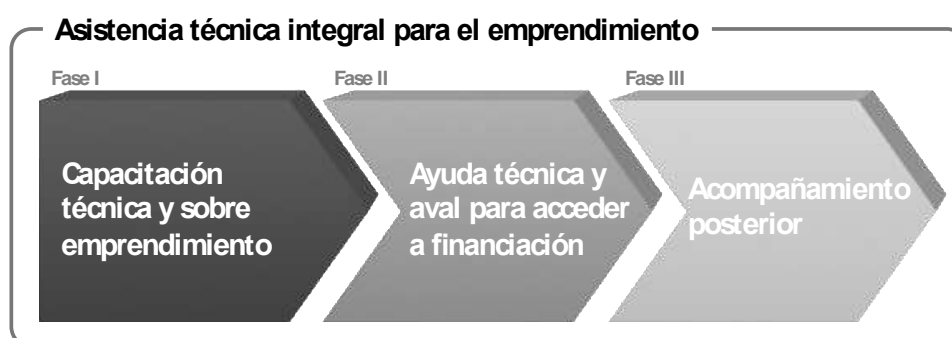 Asistencia técnica integral para el emprendimiento
Fase I
Fase II
Fase III
Capacitación
técnica y sobre
emprendimiento
Ayuda técnica y
aval para acceder
a financiación
Acompañamiento
posterior